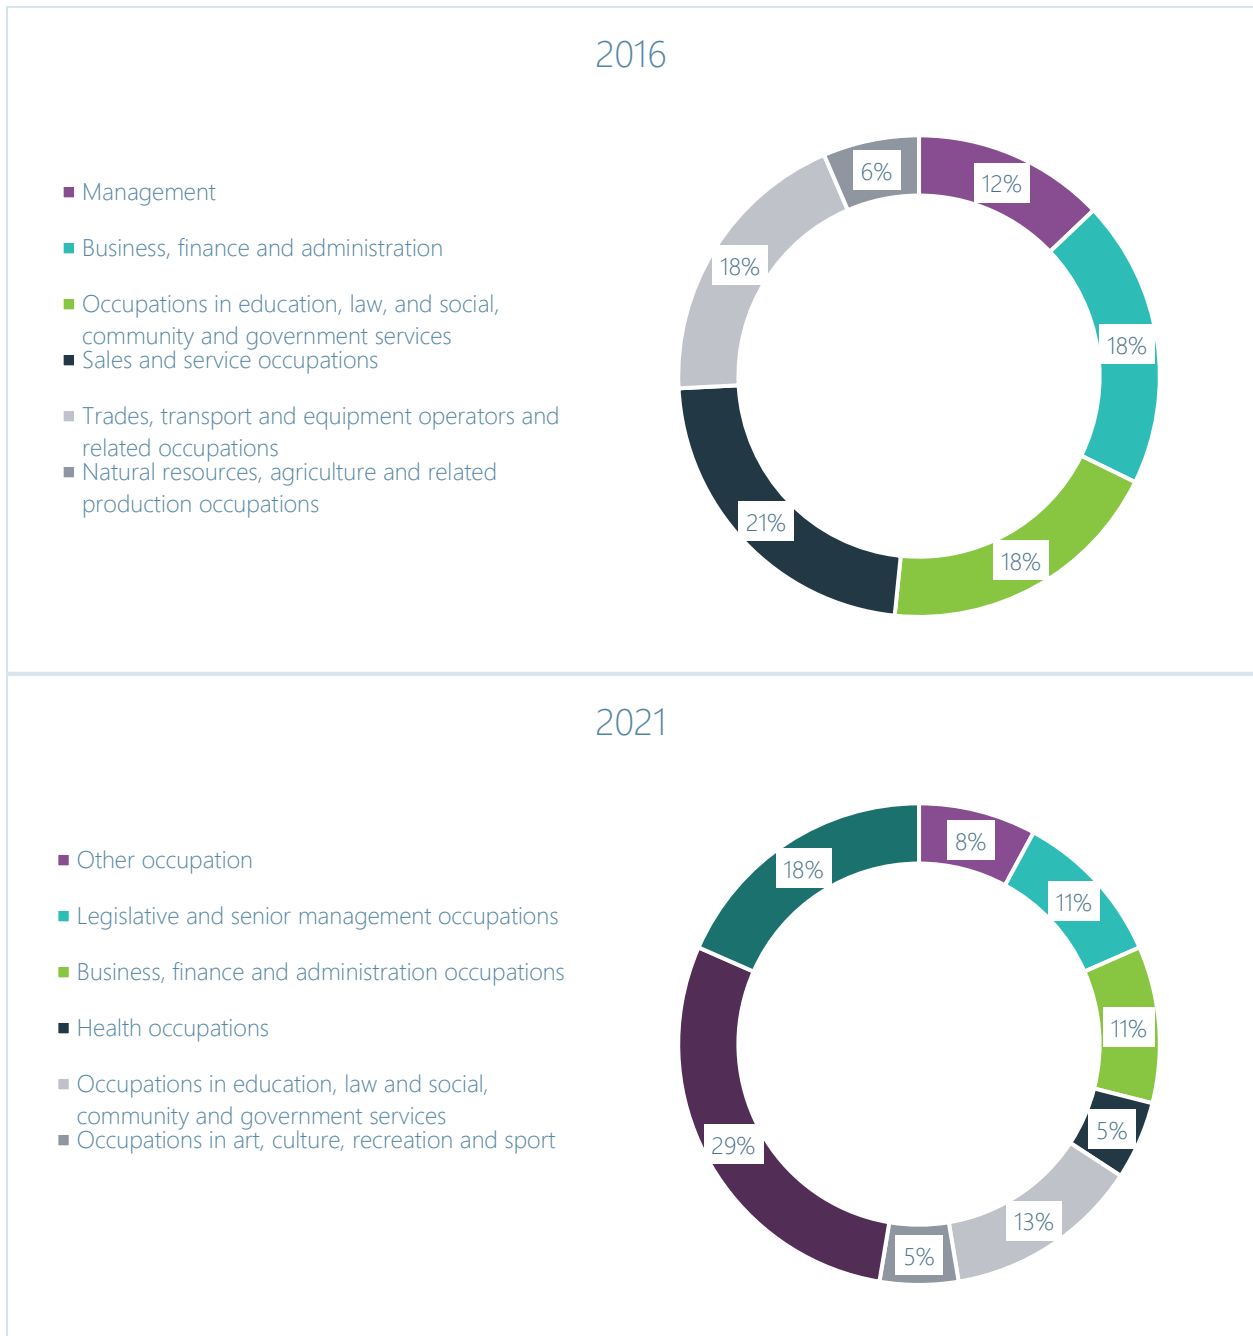 2016
Management
Business, finance and administration
Occupations in education, law, and social,
community and government services
Sales and service occupations
Trades, transport and equipment operators and
related occupations
Natural resources, agriculture and related
production occupations
12%
18%
18%
21%
18%
6%
2021
Other occupation
Legislative and senior management occupations
Business, finance and administration occupations
Health occupations
Occupations in education, law and social,
community and government services
Occupations in art, culture, recreation and sport
8%
11%
11%
5%
13%
5%
29%
18%